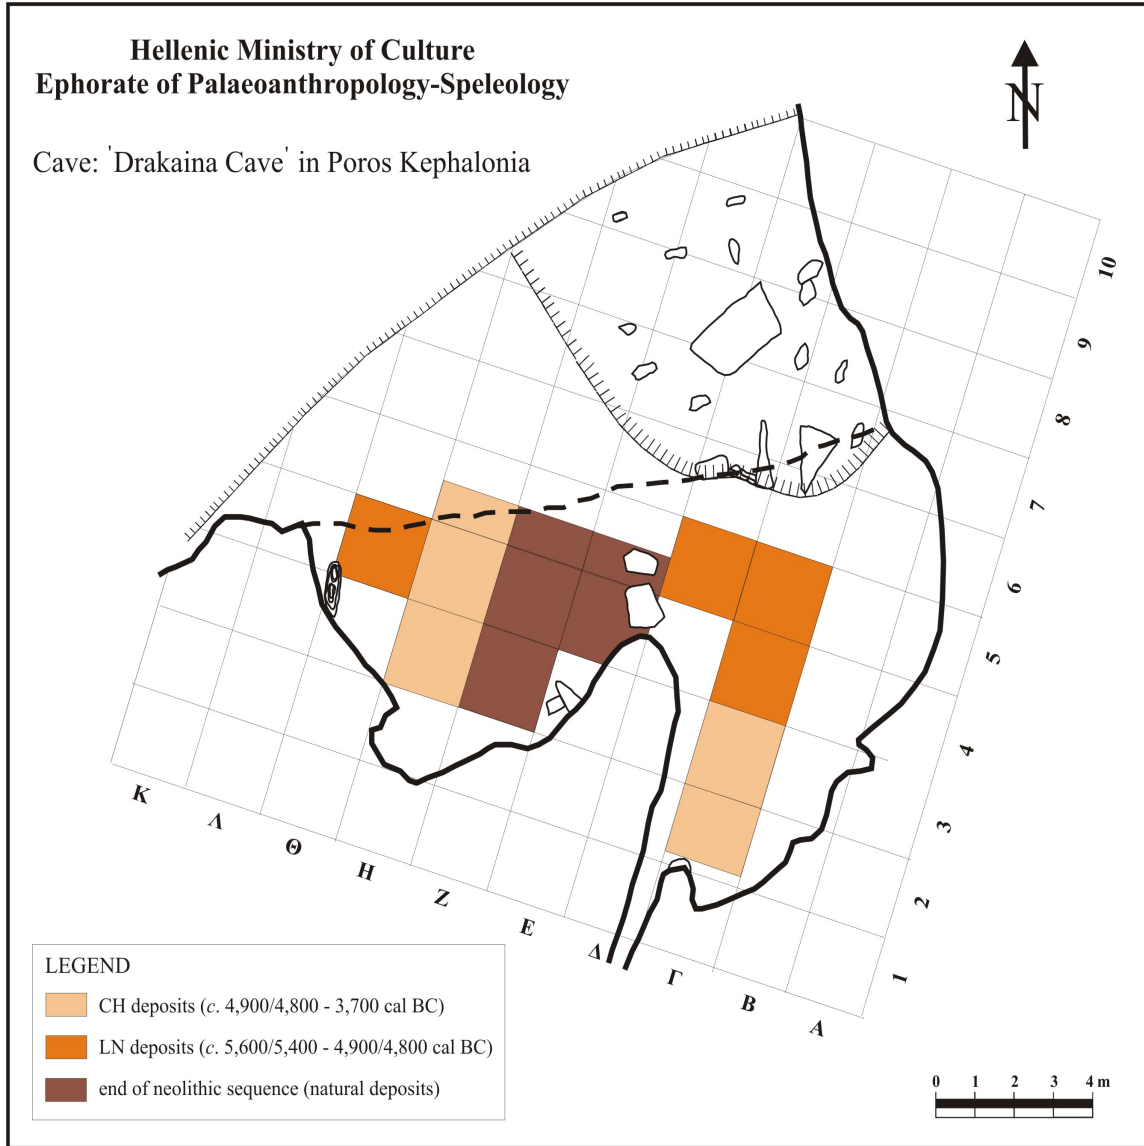 Hellenic Ministry of Culture
Ephorate of Palaeoanthropology-Speleology
N
Cave: 'Drakaina Cave' in Poros Kephalonia
10
9
8
7
6
5
4
3
2
1
Κ
Λ
Θ
Η
Ζ
Ε
Δ
Γ
Β
Α
LEGEND
CH deposits (c. 4,900/4,800 - 3,700 cal BC)
LN deposits (c. 5,600/5,400 - 4,900/4,800 cal BC)
end of neolithic sequence (natural deposits)
0 1 2 3 4 m